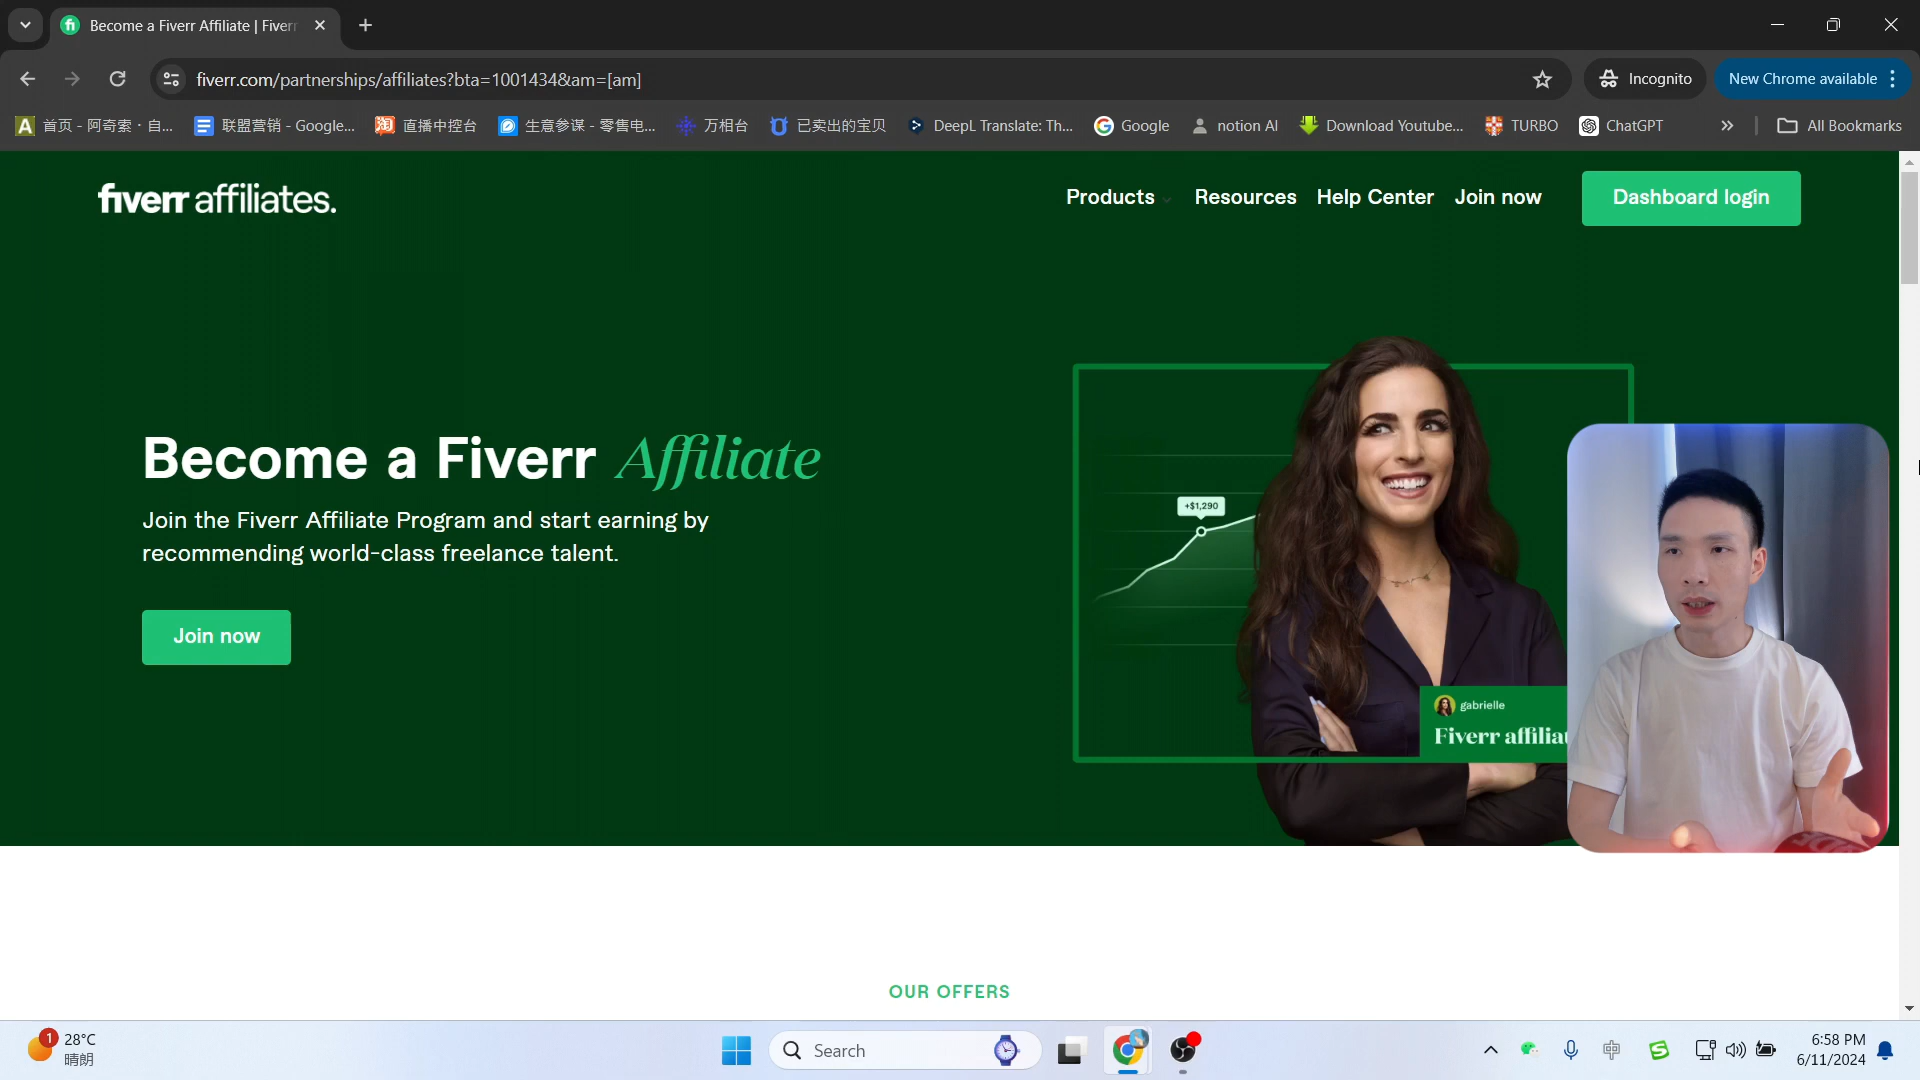 Become a Fiverr Affiliate | Fiverr
fiverr.com/partnerships/affiliates?bta=1001434&am=[am]
Incognito
New Chrome available
首页 - 阿奇索 · 自...
联盟营销 - Google...
直播中控台
生意参谋 - 零售电...
万相台
已卖出的宝贝
DeepL Translate: Th...
Google
notion AI
Download Youtube...
TURBO
ChatGPT
All Bookmarks
fiverr affiliates.
Products
Resources
Help Center
Join now
Dashboard login
Become a Fiverr Affiliate
Join the Fiverr Affiliate Program and start earning by
recommending world-class freelance talent.
Join now
+$1,290
gabrielle
Fiverr affiliat
OUR OFFERS
1
28°C
晴朗
Search
中
6:58 PM
6/11/2024